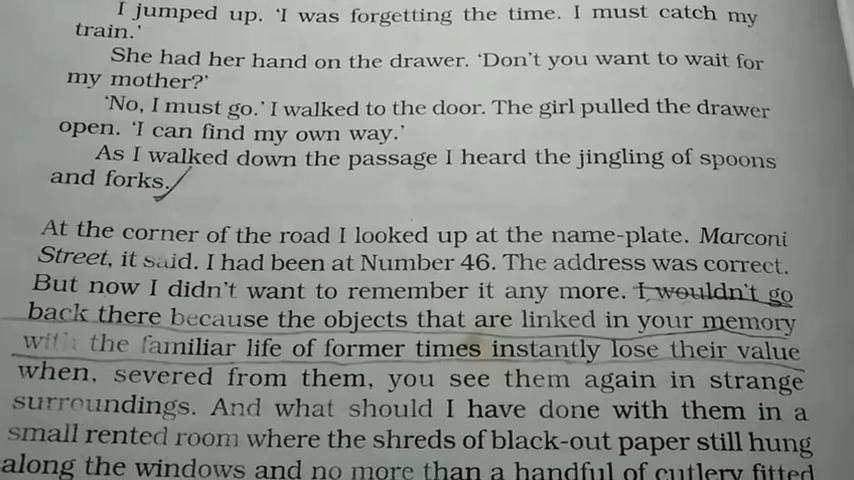 I jumped up. 'I was forgetting the time. I must catch my
train.'
She had her hand on the drawer. 'Don't you want to wait for
my mother?'
'No, I must go.' I walked to the door. The girl pulled the drawer
open. 'I can find my own way.'
As I walked down the passage I heard the jingling of spoons
and forks.
At the corner of the road I looked up at the name-plate. Marconi
Street, it said. I had been at Number 46. The address was correct.
But now I didn't want to remember it any more. I wouldn't go
back there because the objects that are linked in your memory
with the familiar life of former times instantly lose their value
when, severed from them, you see them again in strange
surroundings. And what should I have done with them in a
small rented room where the shreds of black-out paper still hung
along the windows and no more than a handful of cutlery fitted